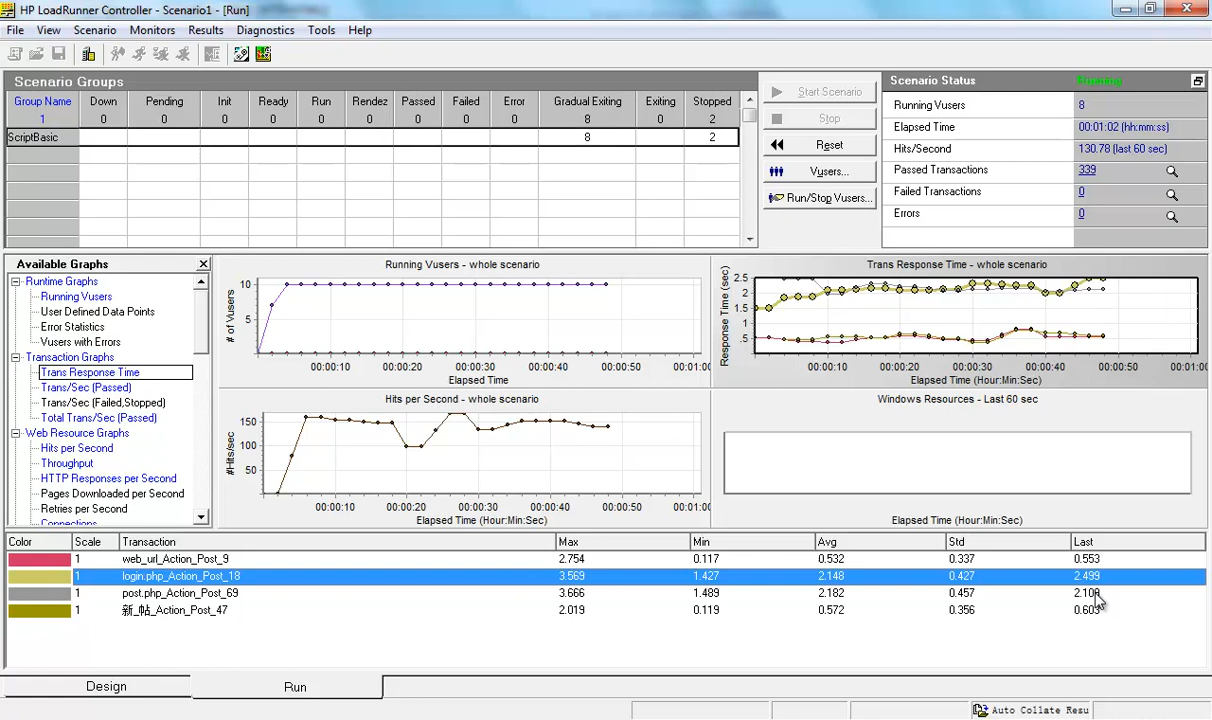 HP LoadRunner Controller - Scenario1 - [Run]
File View Scenario Monitors Results Diagnostics Tools Help
Scenario Groups
Group Name Down Pending Init Ready Run Rendez Passed Failed Error Gradual Exiting Exiting Stopped
1 0 0 0 0 0 0 0 0 0 8 0 2
ScriptBasic 8 2
Start Scenario
Stop
Reset
Vusers...
Run/Stop Vusers...
Scenario Status Running
Running Vusers 8
Elapsed Time 00:01:02 (hh:mm:ss)
Hits/Second 130.78 (last 60 sec)
Passed Transactions 339
Failed Transactions 0
Errors 0
Available Graphs
Runtime Graphs
Running Vusers
User Defined Data Points
Error Statistics
Vusers with Errors
Transaction Graphs
Trans Response Time
Trans/Sec (Passed)
Trans/Sec (Failed,Stopped)
Total Trans/Sec (Passed)
Web Resource Graphs
Hits per Second
Throughput
HTTP Responses per Second
Pages Downloaded per Second
Retries per Second
Connections
Running Vusers - whole scenario
# of Vusers
10
5
00:00:10 00:00:20 00:00:30 00:00:40 00:00:50 00:01:00
Elapsed Time
Trans Response Time - whole scenario
Response Time (sec)
2.5
2
1.5
1
.5
00:00:10 00:00:20 00:00:30 00:00:40 00:00:50 00:01:0
Elapsed Time (Hour:Min:Sec)
Hits per Second - whole scenario
#Hits/sec
150
100
50
00:00:10 00:00:20 00:00:30 00:00:40 00:00:50 00:01:00
Elapsed Time (Hour:Min:Sec)
Windows Resources - Last 60 sec
Elapsed Time (Hour:Min:Sec)
Color Scale Transaction Max Min Avg Std Last
1 web_url_Action_Post_9 2.754 0.117 0.532 0.337 0.553
1 login.php_Action_Post_18 3.569 1.427 2.148 0.427 2.499
1 post.php_Action_Post_69 3.666 1.489 2.182 0.457
1 新_帖_Action_Post_47 2.019 0.119 0.572 0.356 0.603
Design Run
Auto Collate Resu